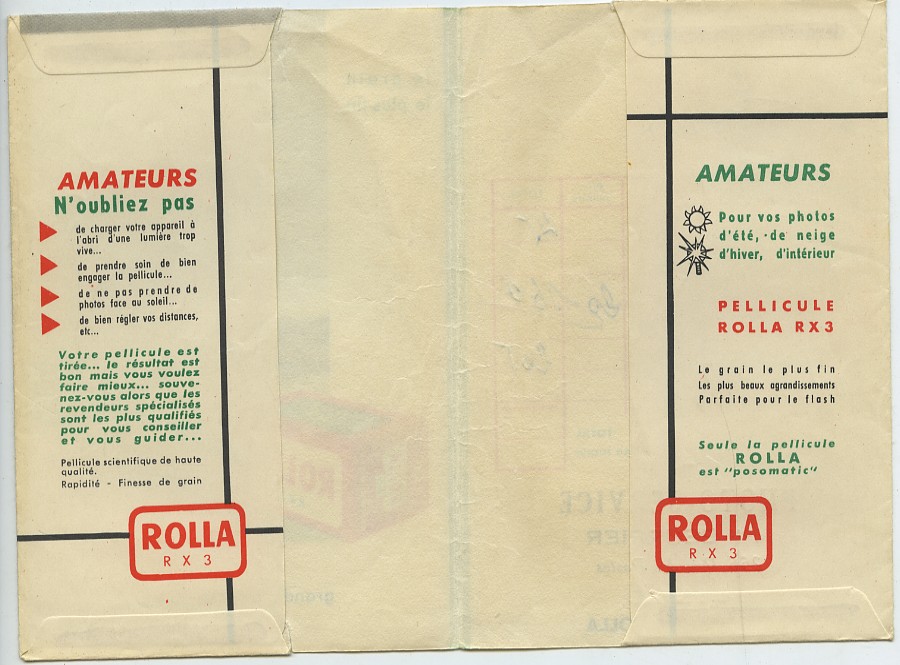 AMATEURS
N'oubliez pas
de charger votre appareil à
l'abri d'une lumière trop
vive...
de prendre soin de bien
engager la pellicule...
de ne pas prendre de
photos face au soleil...
de bien régler vos distances,
etc...
Votre pellicule est
tirée... le résultat est
bon mais vous voulez
faire mieux... souve-
nez-vous alors que les
revendeurs spécialisés
sont les plus qualifiés
pour vous conseiller
et vous guider...
Pellicule scientifique de haute
qualité.
Rapidité - Finesse de grain
ROLLA
RX3
AMATEURS
Pour vos photos
d'été, de neige
d'hiver, d'intérieur
PELLICULE
ROLLA RX3
Le grain le plus fin
Les plus beaux agrandissements
Parfaite pour le flash
Seule la pellicule
ROLLA
est "posomatic"
ROLLA
RX3